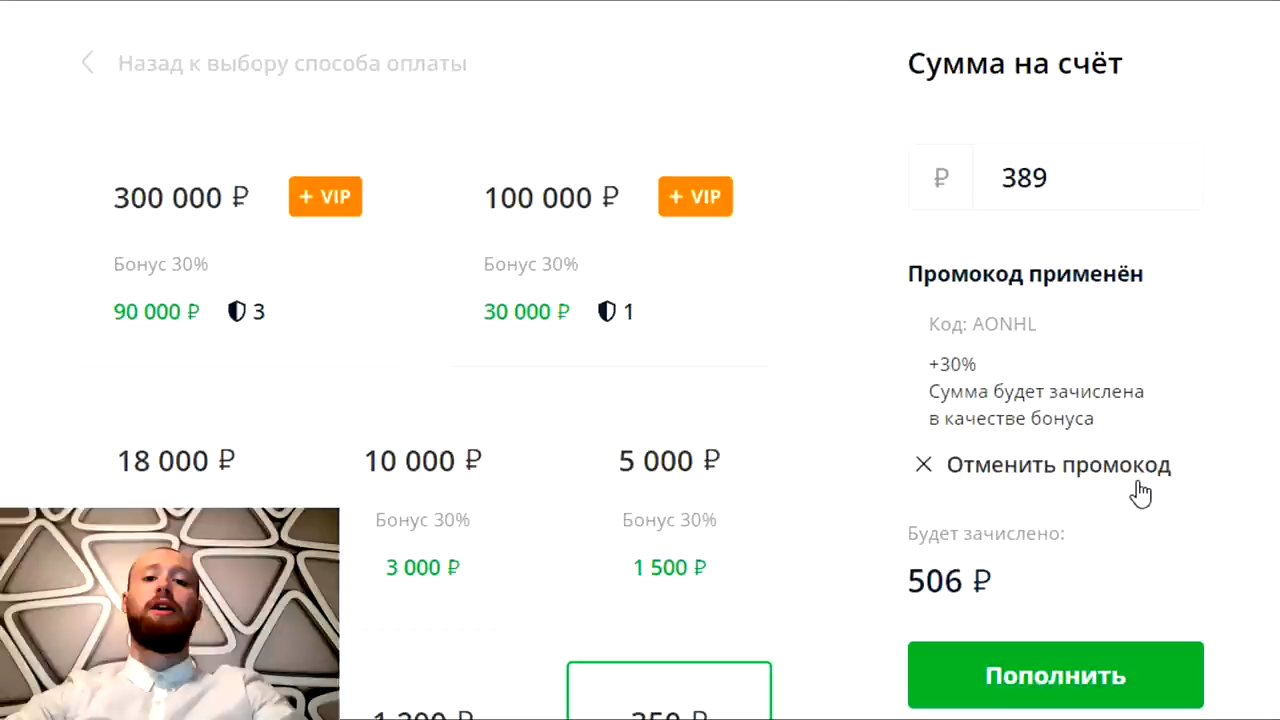 Назад к выбору способа оплаты
Сумма на счёт
300 000 ₽ + VIP
100 000 ₽ + VIP
₽ 389
Бонус 30%
Бонус 30%
90 000 ₽ 3
30 000 ₽ 1
Промокод применён
Код: AONHL
+30%
Сумма будет зачислена
в качестве бонуса
18 000 ₽
10 000 ₽
5 000 ₽
Отменить промокод
Бонус 30%
Бонус 30%
3 000 ₽
1 500 ₽
Будет зачислено:
506 ₽
Пополнить